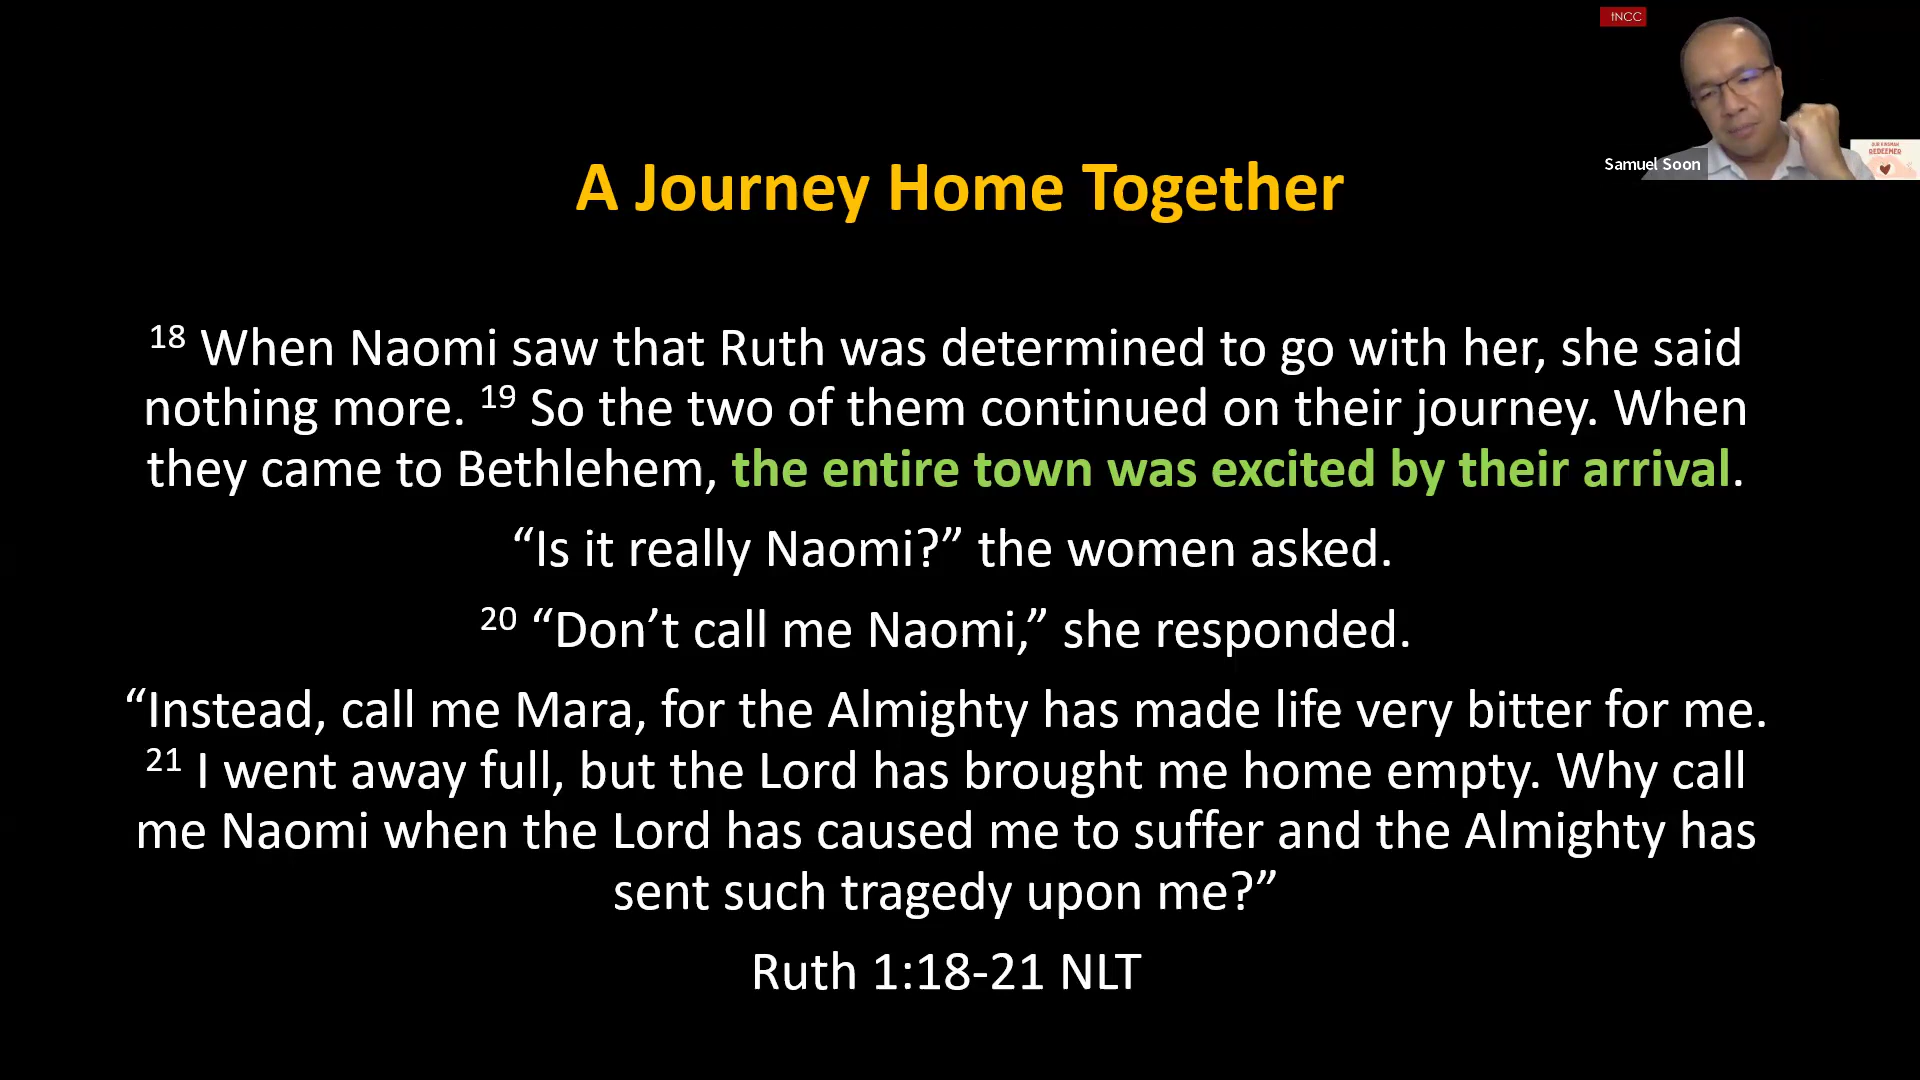 tNCC
Samuel Soon
OUR KINSMAN
REDEEMER
A Journey Home Together
18 When Naomi saw that Ruth was determined to go with her, she said
nothing more. 19 So the two of them continued on their journey. When
they came to Bethlehem, the entire town was excited by their arrival.
“Is it really Naomi?” the women asked.
20 “Don’t call me Naomi,” she responded.
“Instead, call me Mara, for the Almighty has made life very bitter for me.
21 I went away full, but the Lord has brought me home empty. Why call
me Naomi when the Lord has caused me to suffer and the Almighty has
sent such tragedy upon me?”
Ruth 1:18-21 NLT